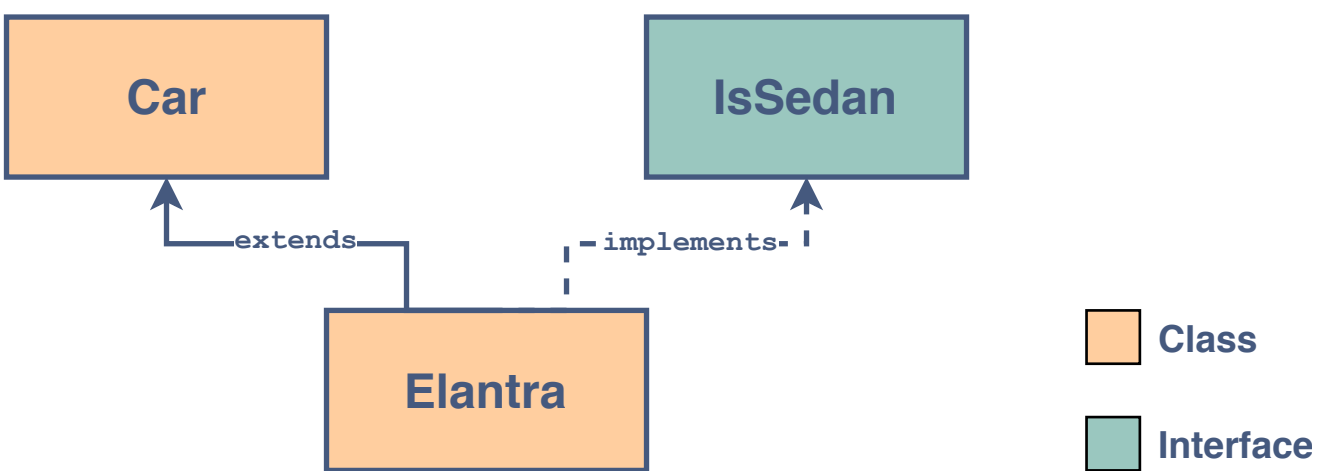 Car
IsSedan
extends
implements
Elantra
Class
Interface